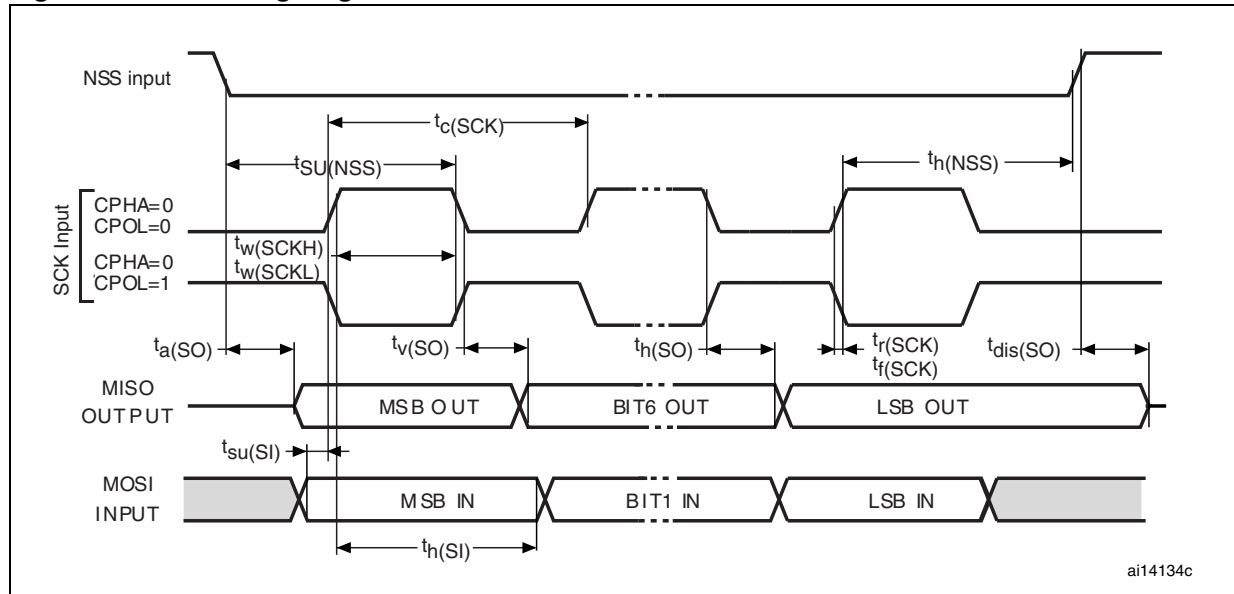 NSS input
tc(SCK)
tSU(NSS)
th(NSS)
SCK Input
CPHA=0
CPOL=0
tw(SCKH)
CPHA=0
tw(SCKL)
CPOL=1
ta(SO)
tv(SO)
th(SO)
tr(SCK)
tf(SCK)
tdis(SO)
MISO
OUTPUT
MSB OUT
BIT6 OUT
LSB OUT
tsu(SI)
MOSI
INPUT
MSB IN
BIT1 IN
LSB IN
th(SI)
ai14134c